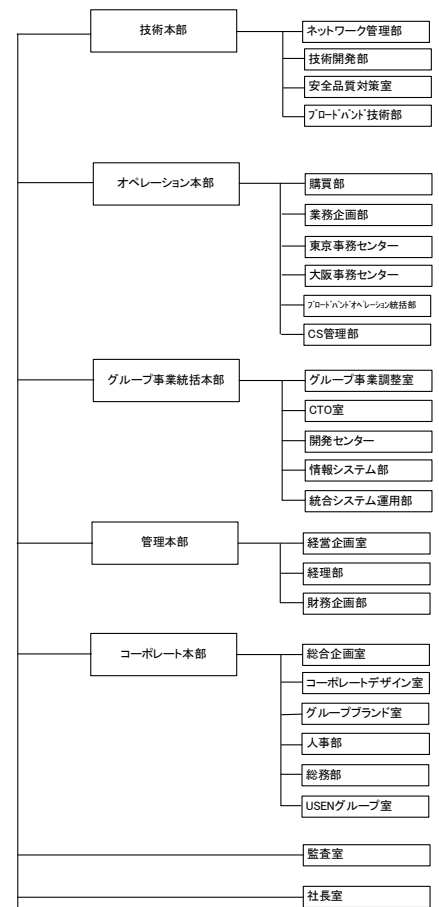 技術本部
ネットワーク管理部
技術開発部
安全品質対策室
ブロードバンド技術部
オペレーション本部
購買部
業務企画部
東京事務センター
大阪事務センター
ブロードバンドオペレーション統括部
CS管理部
グループ事業統括本部
グループ事業調整室
CTO室
開発センター
情報システム部
統合システム運用部
管理本部
経営企画室
経理部
財務企画部
コーポレート本部
総合企画室
コーポレートデザイン室
グループブランド室
人事部
総務部
USENグループ室
監査室
社長室